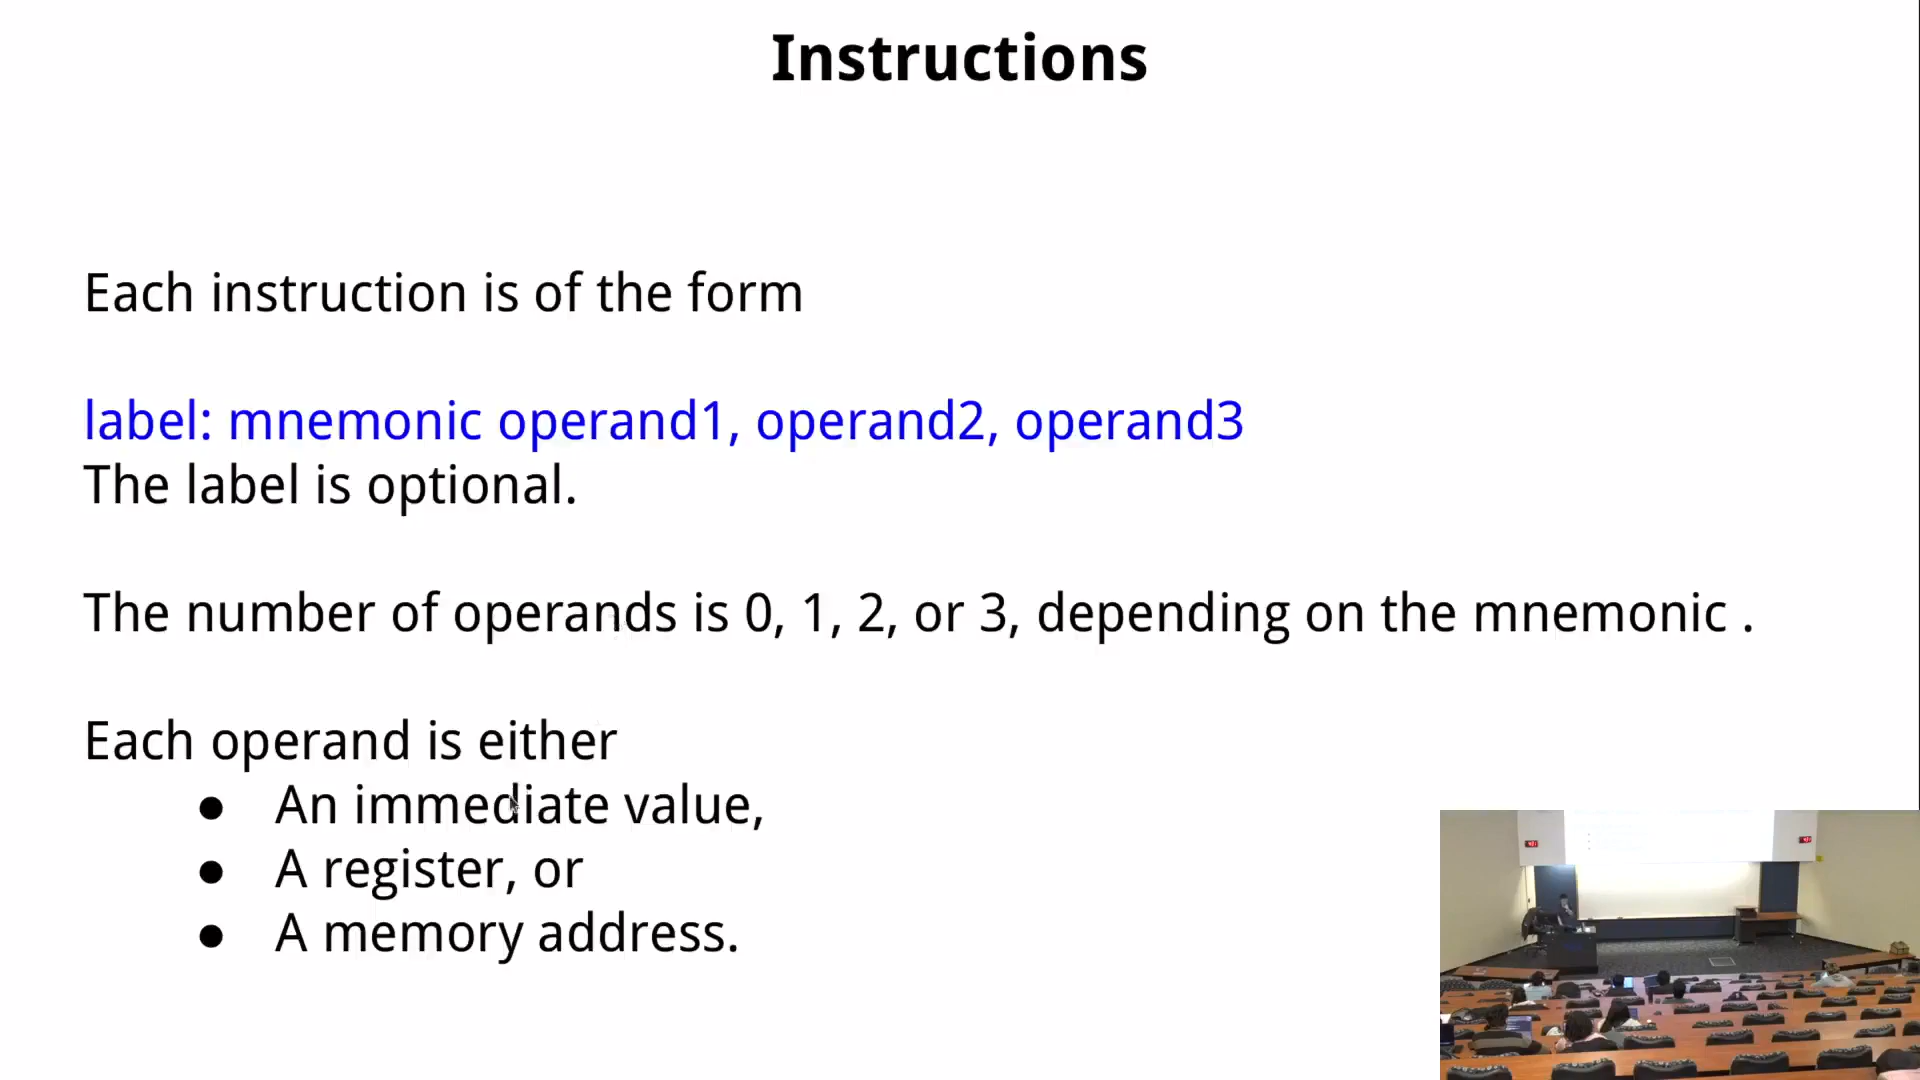 Instructions
Each instruction is of the form
label: mnemonic operand1, operand2, operand3
The label is optional.
The number of operands is 0, 1, 2, or 3, depending on the mnemonic .
Each operand is either
● An immediate value,
● A register, or
● A memory address.